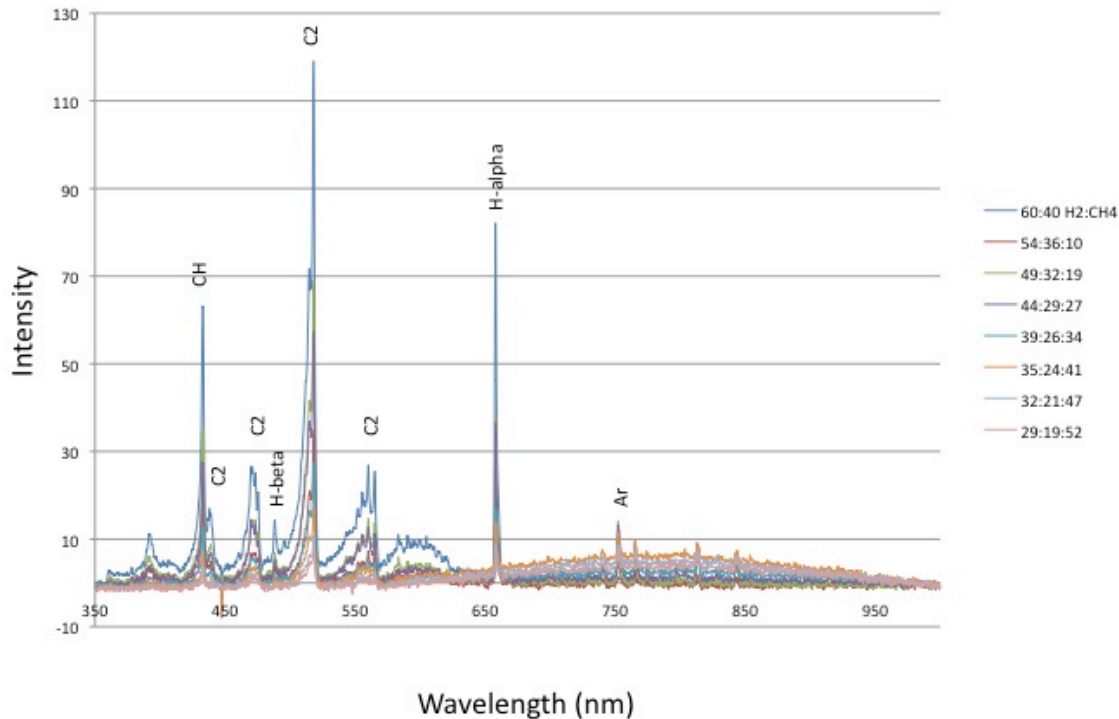 130
110
90
70
50
30
10
-10
350
450
550
650
750
850
950
Intensity
Wavelength (nm)
CH
C2
C2
H-beta
C2
C2
H-alpha
Ar
60:40 H2:CH4
54:36:10
49:32:19
44:29:27
39:26:34
35:24:41
32:21:47
29:19:52